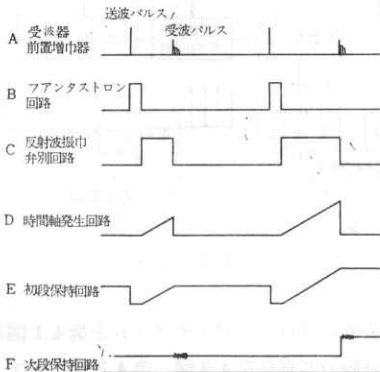 送波パルス
受波パルス
A 受波器
前置増巾器
B フアンタストロン
回路
C 反射波振巾
弁別回路
D 時間軸発生回路
E 初段保持回路
F 次段保持回路